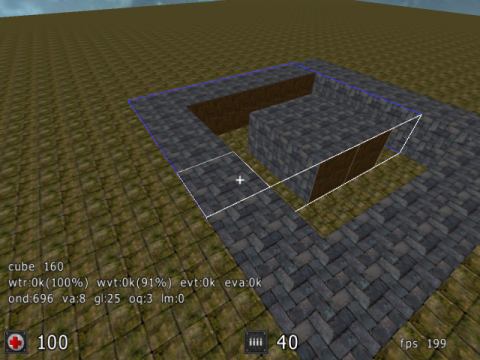 cube 160
wtr:0k(100%) wvt:0k(91%) evt:0k eva:0k
ond:696 va:8 gl:25 oq:3 lm:0
100 40 fps 199